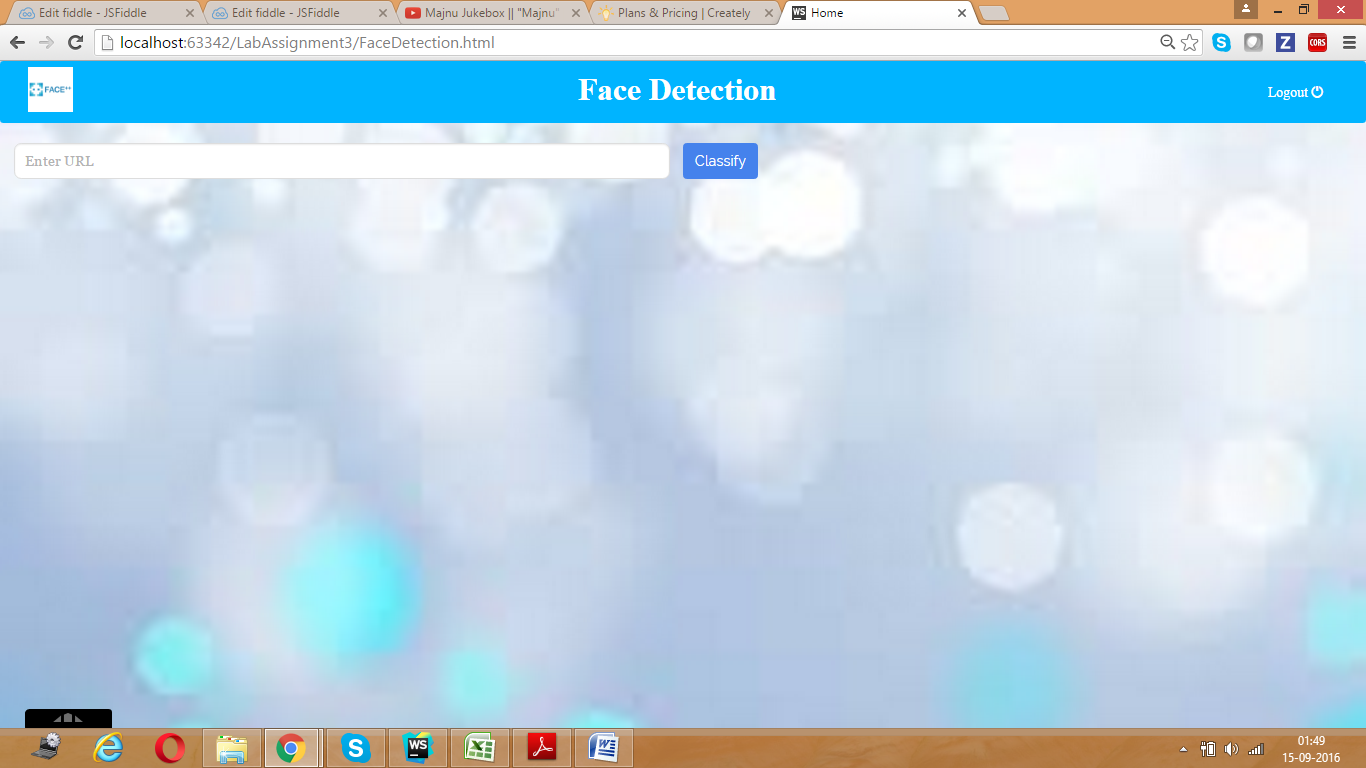 Edit fiddle - JSFiddle
Edit fiddle - JSFiddle
Majnu Jukebox || "Majnu"
Plans & Pricing | Creately
WS Home
localhost:63342/LabAssignment3/FaceDetection.html
Z
CORS
FACE++
Face Detection
Logout
Enter URL
Classify
WS
01:49
15-09-2016